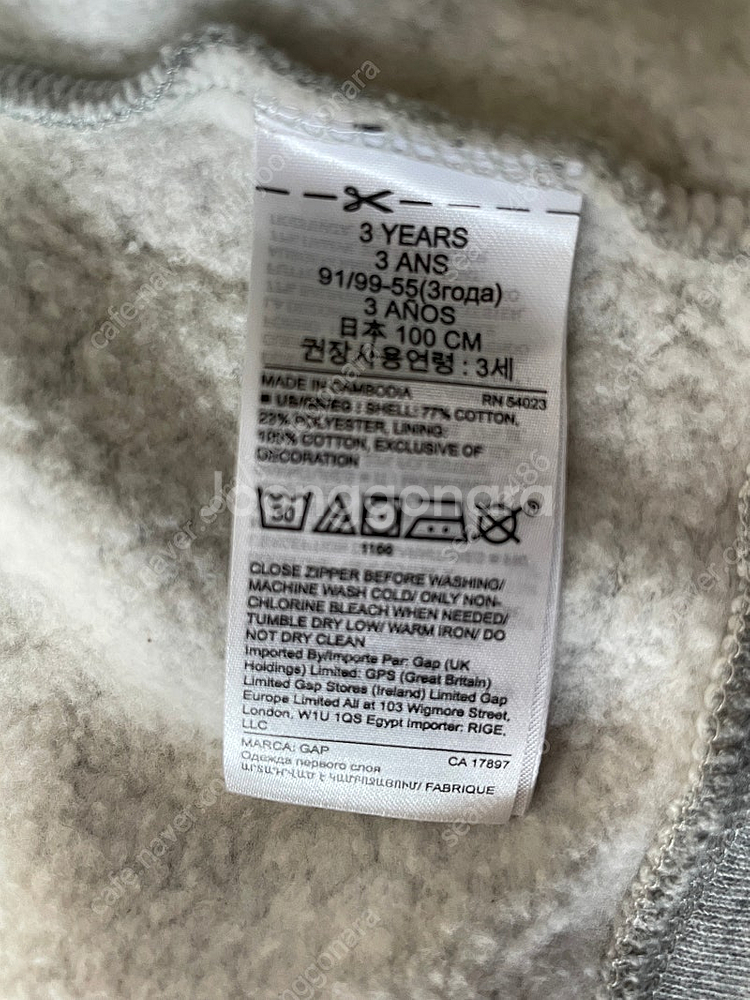 3 YEARS
3 ANS
91/99-55(3года)
3 AÑOS
日本 100 CM
권장사용연령 : 3세
MADE IN CAMBODIA RN 54023
SHELL: 77% COTTON,
23% POLYESTER, LINING:
100% COTTON, EXCLUSIVE OF
DECORATION
Joonggonara
30
1100
CLOSE ZIPPER BEFORE WASHING/
MACHINE WASH COLD/ ONLY NON-
CHLORINE BLEACH WHEN NEEDED/
TUMBLE DRY LOW/ WARM IRON/ DO
NOT DRY CLEAN
Imported By/Importe Par: Gap (UK
Holdings) Limited: GPS (Great Britain)
Limited Gap Stores (Ireland) Limited Gap
Europe Limited All at 103 Wigmore Street,
London, W1U 1QS Egypt Importer: RIGE,
LLC
MARCA: GAP CA 17897
Одежда первого слоя
ԱՐՏԱԴՐՎԱԾ Է ԿԱՄԲՈՋԱՅՈՒՄ/ FABRIQUE